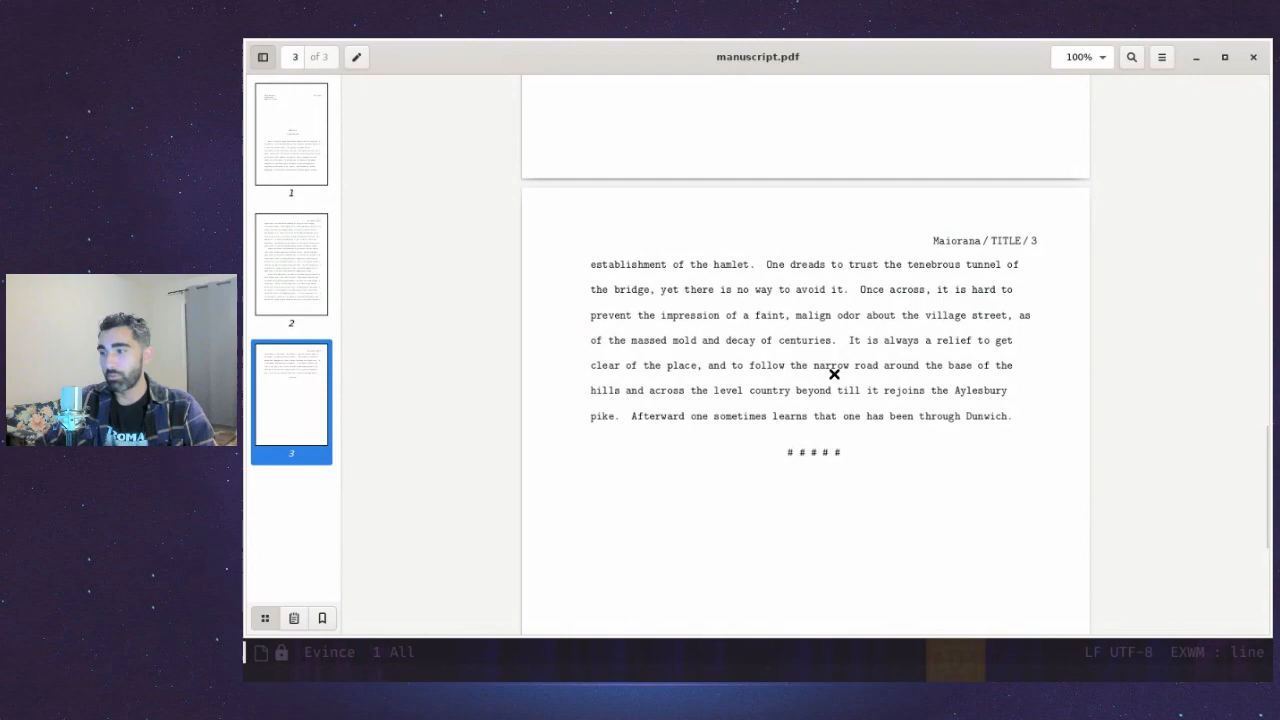 3 of 3
manuscript.pdf
100%
1
2
3
Maiorana / TITLE / 3
establishment of the hamlet. One dreads to trust the tenebrous tunnel of
the bridge, yet there is no way to avoid it. Once across, it is hard to
prevent the impression of a faint, malign odor about the village street, as
of the massed mold and decay of centuries. It is always a relief to get
clear of the place, and to follow the narrow road around the base of the
hills and across the level country beyond till it rejoins the Aylesbury
pike. Afterward one sometimes learns that one has been through Dunwich.
# # # # #
Evince 1 All
LF UTF-8 EXWM : line